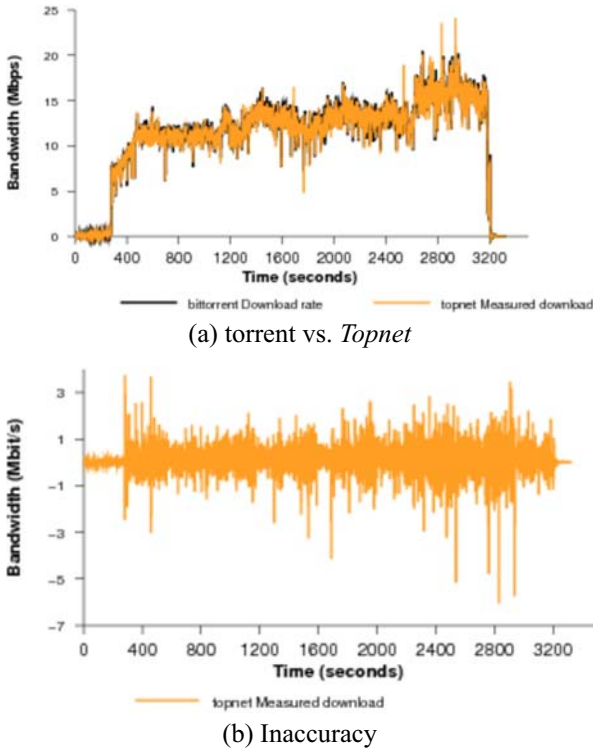 25
20
15
10
5
0
Bandwidth (Mbps)
0 400 800 1200 1600 2000 2400 2800 3200
Time (seconds)
bittorrent Download rate topnet Measured download
(a) torrent vs. Topnet
3
1
−1
−3
−5
−7
Bandwidth (Mbit/s)
0 400 800 1200 1600 2000 2400 2800 3200
Time (seconds)
topnet Measured download
(b) Inaccuracy